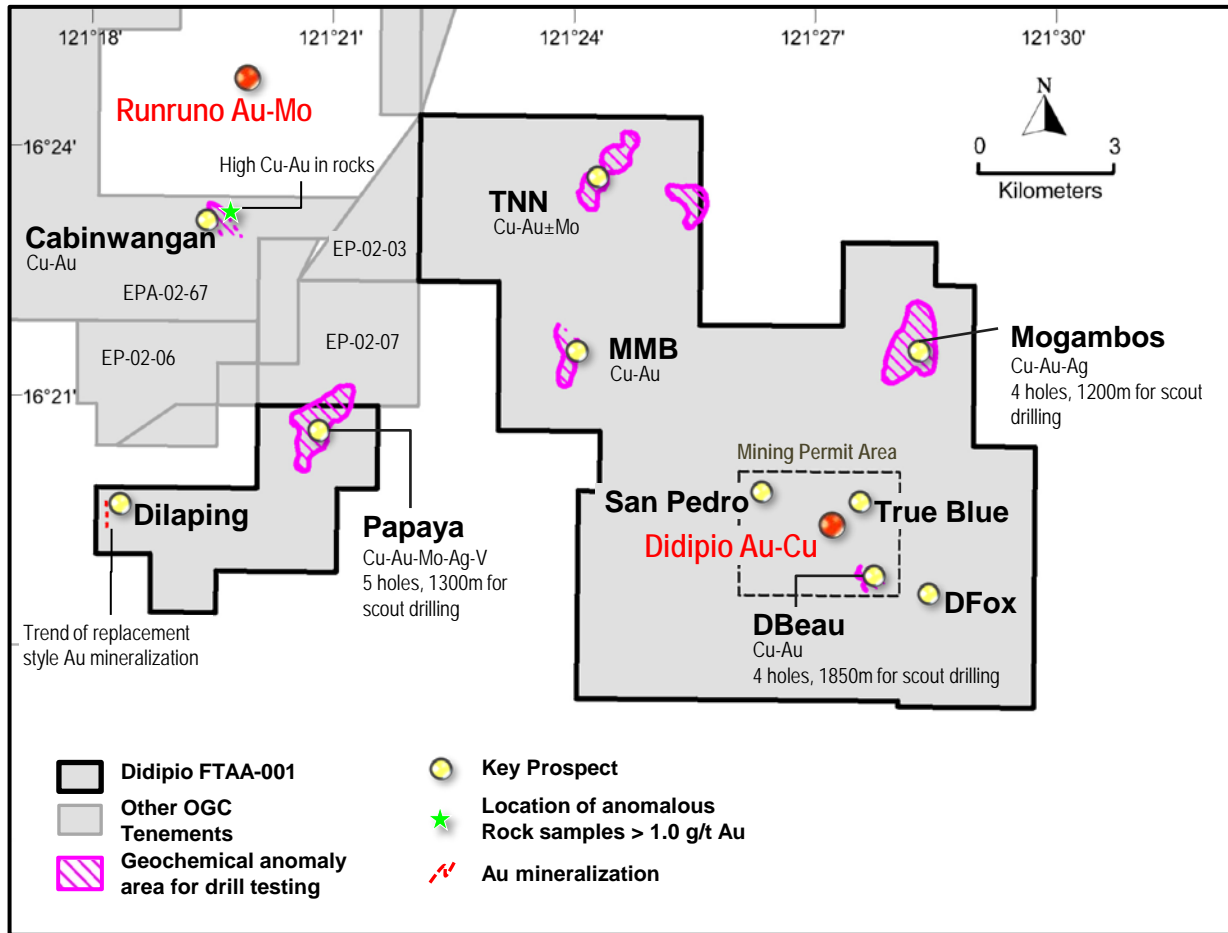 121°18'
121°21'
121°24'
121°27'
121°30'
Runruno Au-Mo
N
16°24'
High Cu-Au in rocks
0
3
Kilometers
TNN
Cu-Au±Mo
Cabinwangan
Cu-Au
EP-02-03
EPA-02-67
EP-02-06
EP-02-07
MMB
Cu-Au
Mogambos
Cu-Au-Ag
4 holes, 1200m for scout
drilling
16°21'
Mining Permit Area
San Pedro
True Blue
Dilaping
Papaya
Cu-Au-Mo-Ag-V
5 holes, 1300m for
scout drilling
Didipio Au-Cu
DFox
DBeau
Cu-Au
4 holes, 1850m for scout drilling
Trend of replacement
style Au mineralization
Didipio FTAA-001
Other OGC
Tenements
Geochemical anomaly
area for drill testing
Key Prospect
Location of anomalous
Rock samples > 1.0 g/t Au
Au mineralization